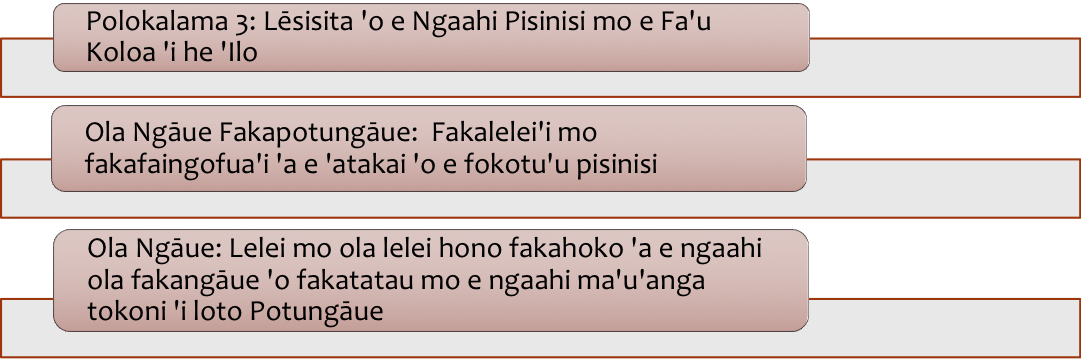 Polokalama 3: Lēsisita 'o e Ngaahi Pisinisi mo e Fa'u
Koloa 'i he 'Ilo
Ola Ngāue Fakapotungāue:  Fakalelei'i mo
fakafaingofua'i 'a e 'atakai 'o e fokotu'u pisinisi
Ola Ngāue: Lelei mo ola lelei hono fakahoko 'a e ngaahi
ola fakangāue 'o fakatatau mo e ngaahi ma'u'anga
tokoni 'i loto Potungāue